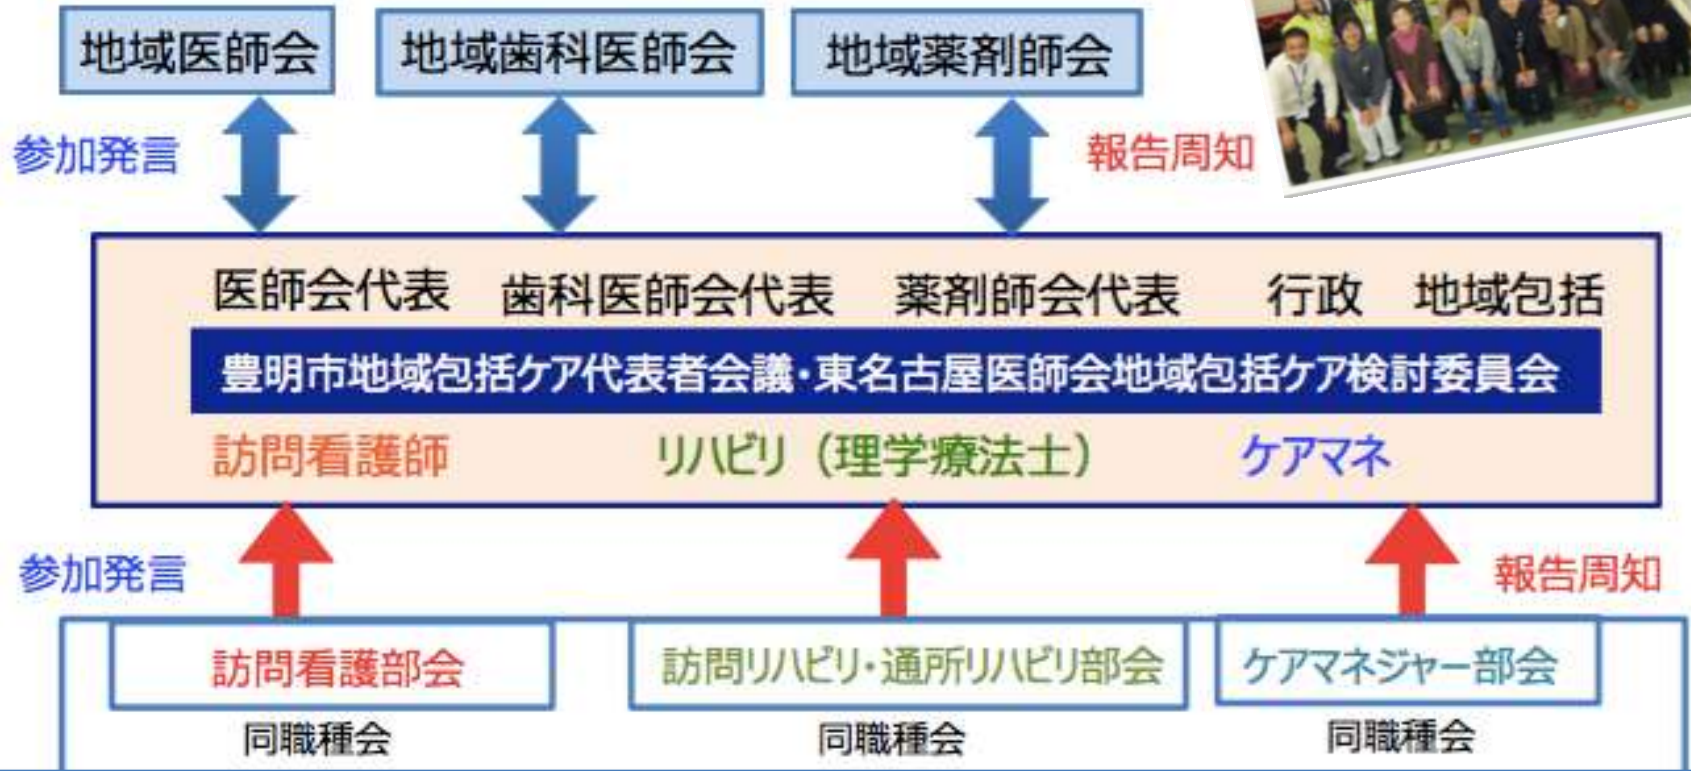 地域医師会 地域歯科医師会 地域薬剤師会
参加発言 報告周知
医師会代表 歯科医師会代表 薬剤師会代表 行政 地域包括
豊明市地域包括ケア代表者会議・東名古屋医師会地域包括ケア検討委員会
訪問看護師 リハビリ（理学療法士） ケアマネ
参加発言 報告周知
訪問看護部会 訪問リハビリ・通所リハビリ部会 ケアマネジャー部会
同職種会 同職種会 同職種会